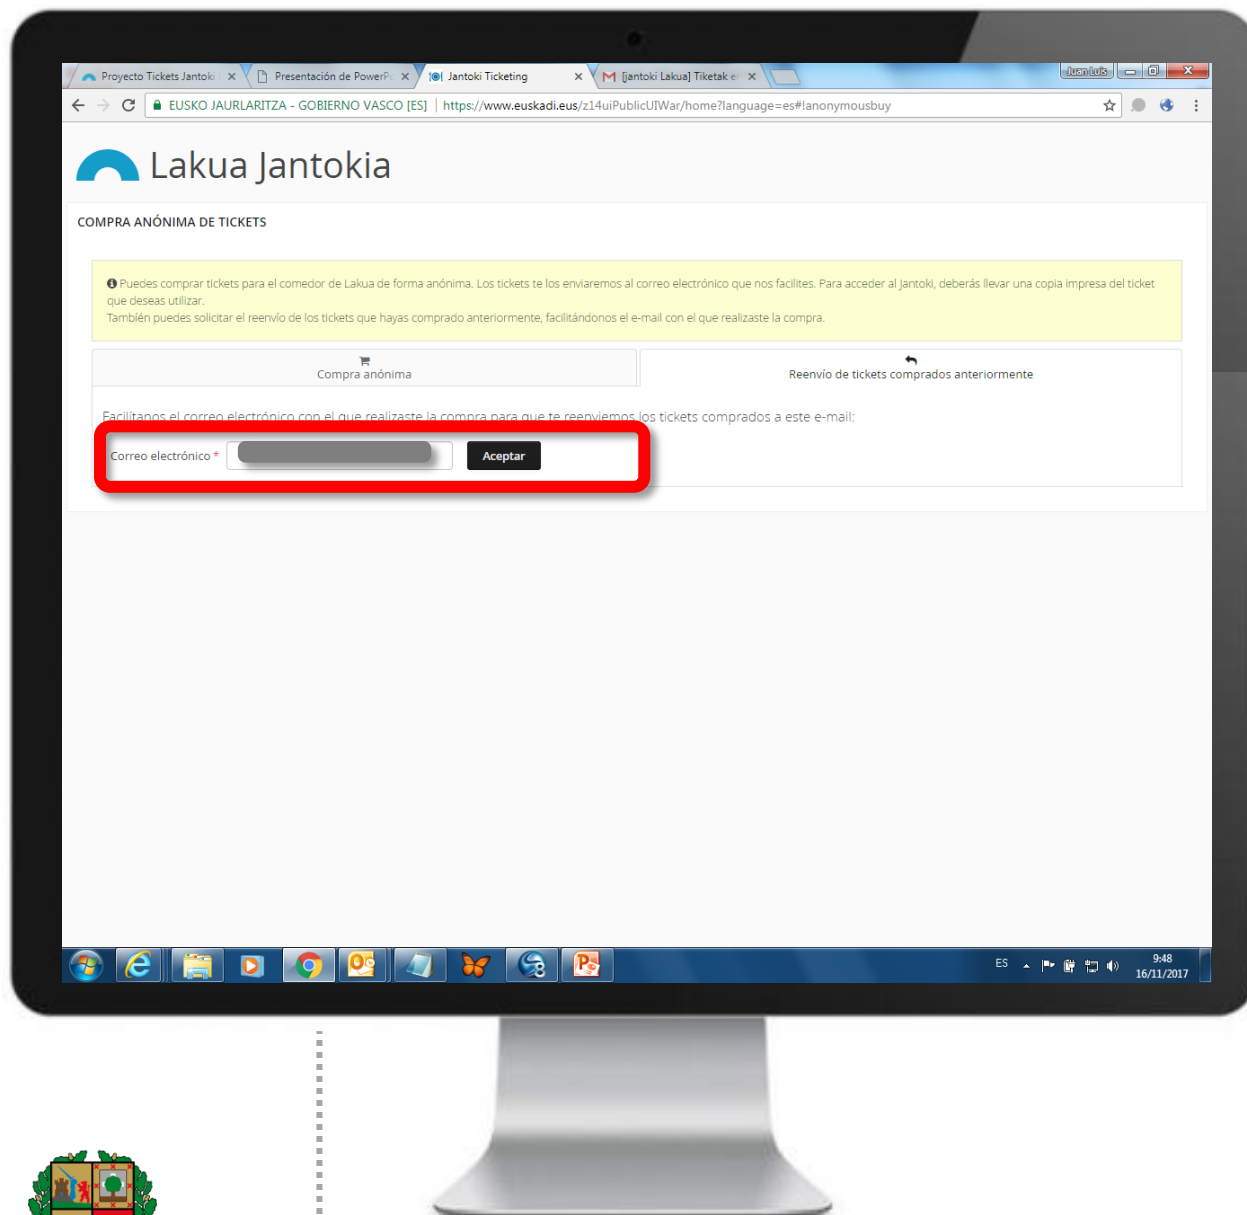 Proyecto Tickets Jantoki
Presentación de PowerPo
Jantoki Ticketing
[jantoki Lakua] Tiketak e
Juan Luis
EUSKO JAURLARITZA - GOBIERNO VASCO [ES]
https://www.euskadi.eus/z14uiPublicUIWar/home?language=es#!anonymousbuy
Lakua Jantokia
COMPRA ANÓNIMA DE TICKETS
Puedes comprar tickets para el comedor de Lakua de forma anónima. Los tickets te los enviaremos al correo electrónico que nos facilites. Para acceder al Jantoki, deberás llevar una copia impresa del ticket
que deseas utilizar.
También puedes solicitar el reenvío de los tickets que hayas comprado anteriormente, facilitándonos el e-mail con el que realizaste la compra.
Compra anónima
Reenvío de tickets comprados anteriormente
Facilítanos el correo electrónico con el que realizaste la compra para que te reenviemos los tickets comprados a este e-mail:
Correo electrónico *
Aceptar
ES
9:48
16/11/2017